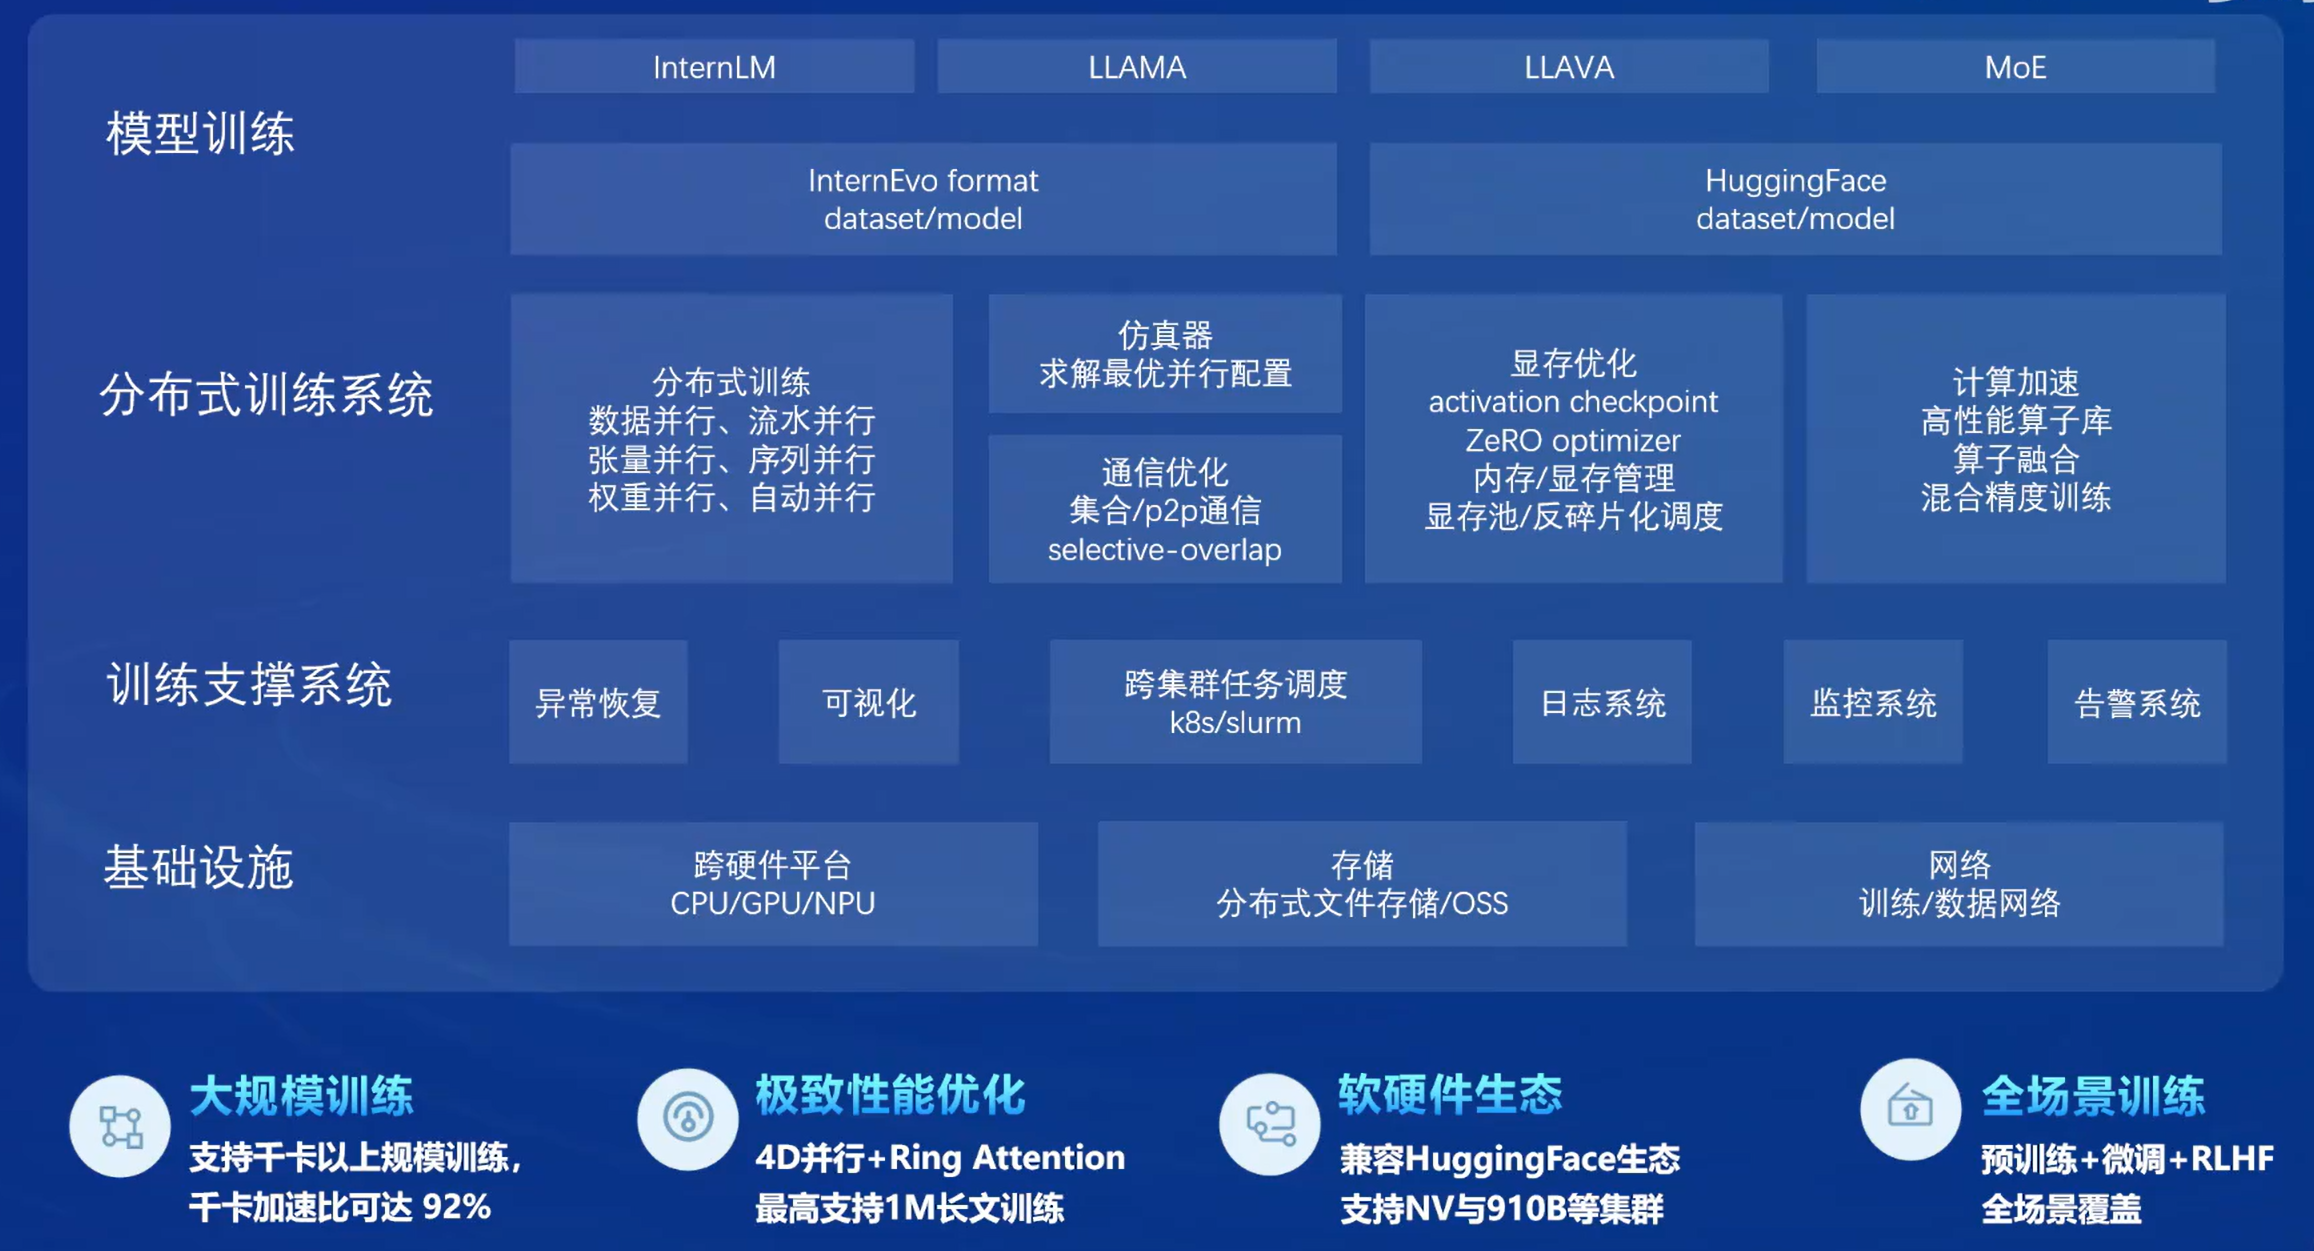 模型训练
InternLM
LLAMA
LLAVA
MoE
InternEvo format
dataset/model
HuggingFace
dataset/model
分布式训练系统
分布式训练
数据并行、流水并行
张量并行、序列并行
权重并行、自动并行
仿真器
求解最优并行配置
通信优化
集合/p2p通信
selective-overlap
显存优化
activation checkpoint
ZeRO optimizer
内存/显存管理
显存池/反碎片化调度
计算加速
高性能算子库
算子融合
混合精度训练
训练支撑系统
异常恢复
可视化
跨集群任务调度
k8s/slurm
日志系统
监控系统
告警系统
基础设施
跨硬件平台
CPU/GPU/NPU
存储
分布式文件存储/OSS
网络
训练/数据网络
大规模训练
支持千卡以上规模训练，
千卡加速比可达 92%
极致性能优化
4D并行+Ring Attention
最高支持1M长文训练
软硬件生态
兼容HuggingFace生态
支持NV与910B等集群
全场景训练
预训练+微调+RLHF
全场景覆盖